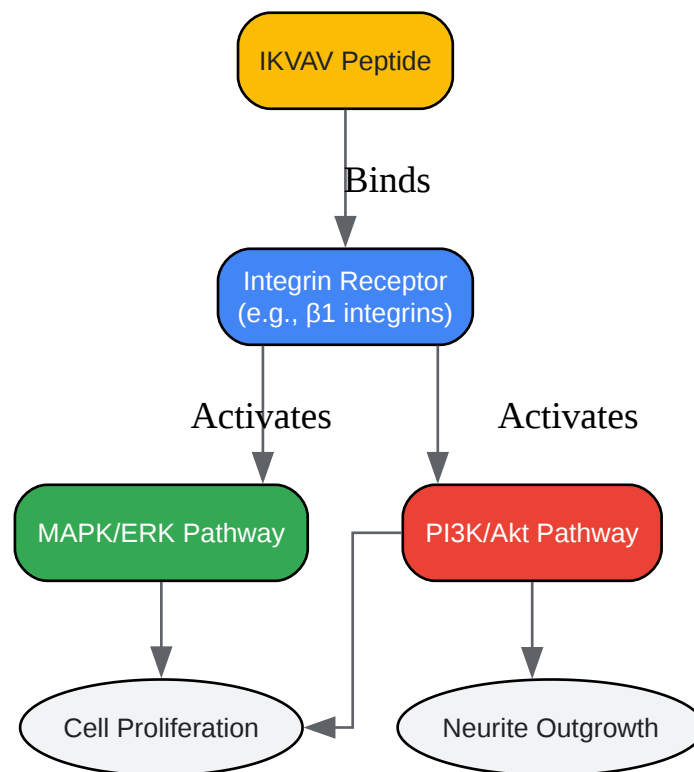 IKVAV Peptide
Binds
Integrin Receptor
(e.g., β1 integrins)
Activates
Activates
MAPK/ERK Pathway
PI3K/Akt Pathway
Cell Proliferation
Neurite Outgrowth